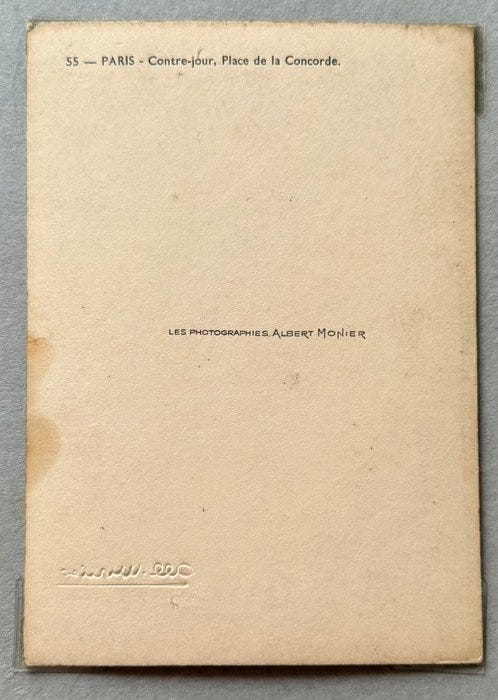 55 — PARIS - Contre-jour, Place de la Concorde.
LES PHOTOGRAPHIES ALBERT MONIER